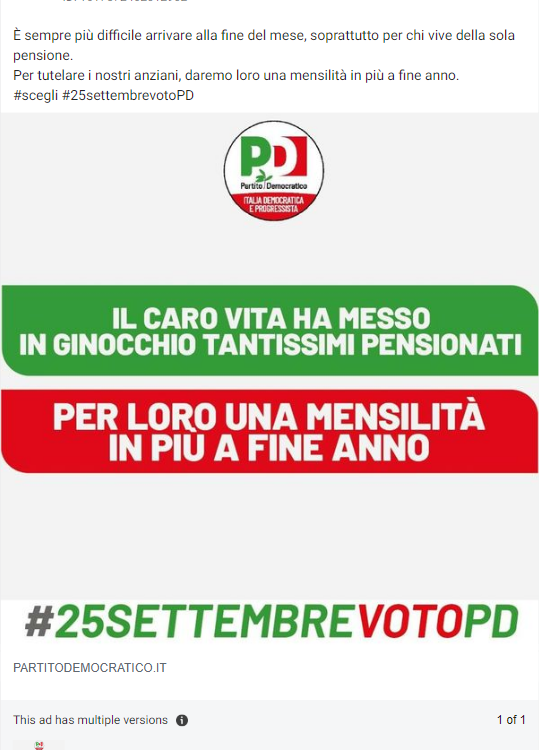 È sempre più difficile arrivare alla fine del mese, soprattutto per chi vive della sola
pensione.
Per tutelare i nostri anziani, daremo loro una mensilità in più a fine anno.
#scegli #25settembrevotoPD
PD
Partito Democratico
ITALIA DEMOCRATICA
E PROGRESSISTA
IL CARO VITA HA MESSO
IN GINOCCHIO TANTISSIMI PENSIONATI
PER LORO UNA MENSILITÀ
IN PIÙ A FINE ANNO
#25SETTEMBREVOTOPD
PARTITODEMOCRATICO.IT
This ad has multiple versions
1 of 1